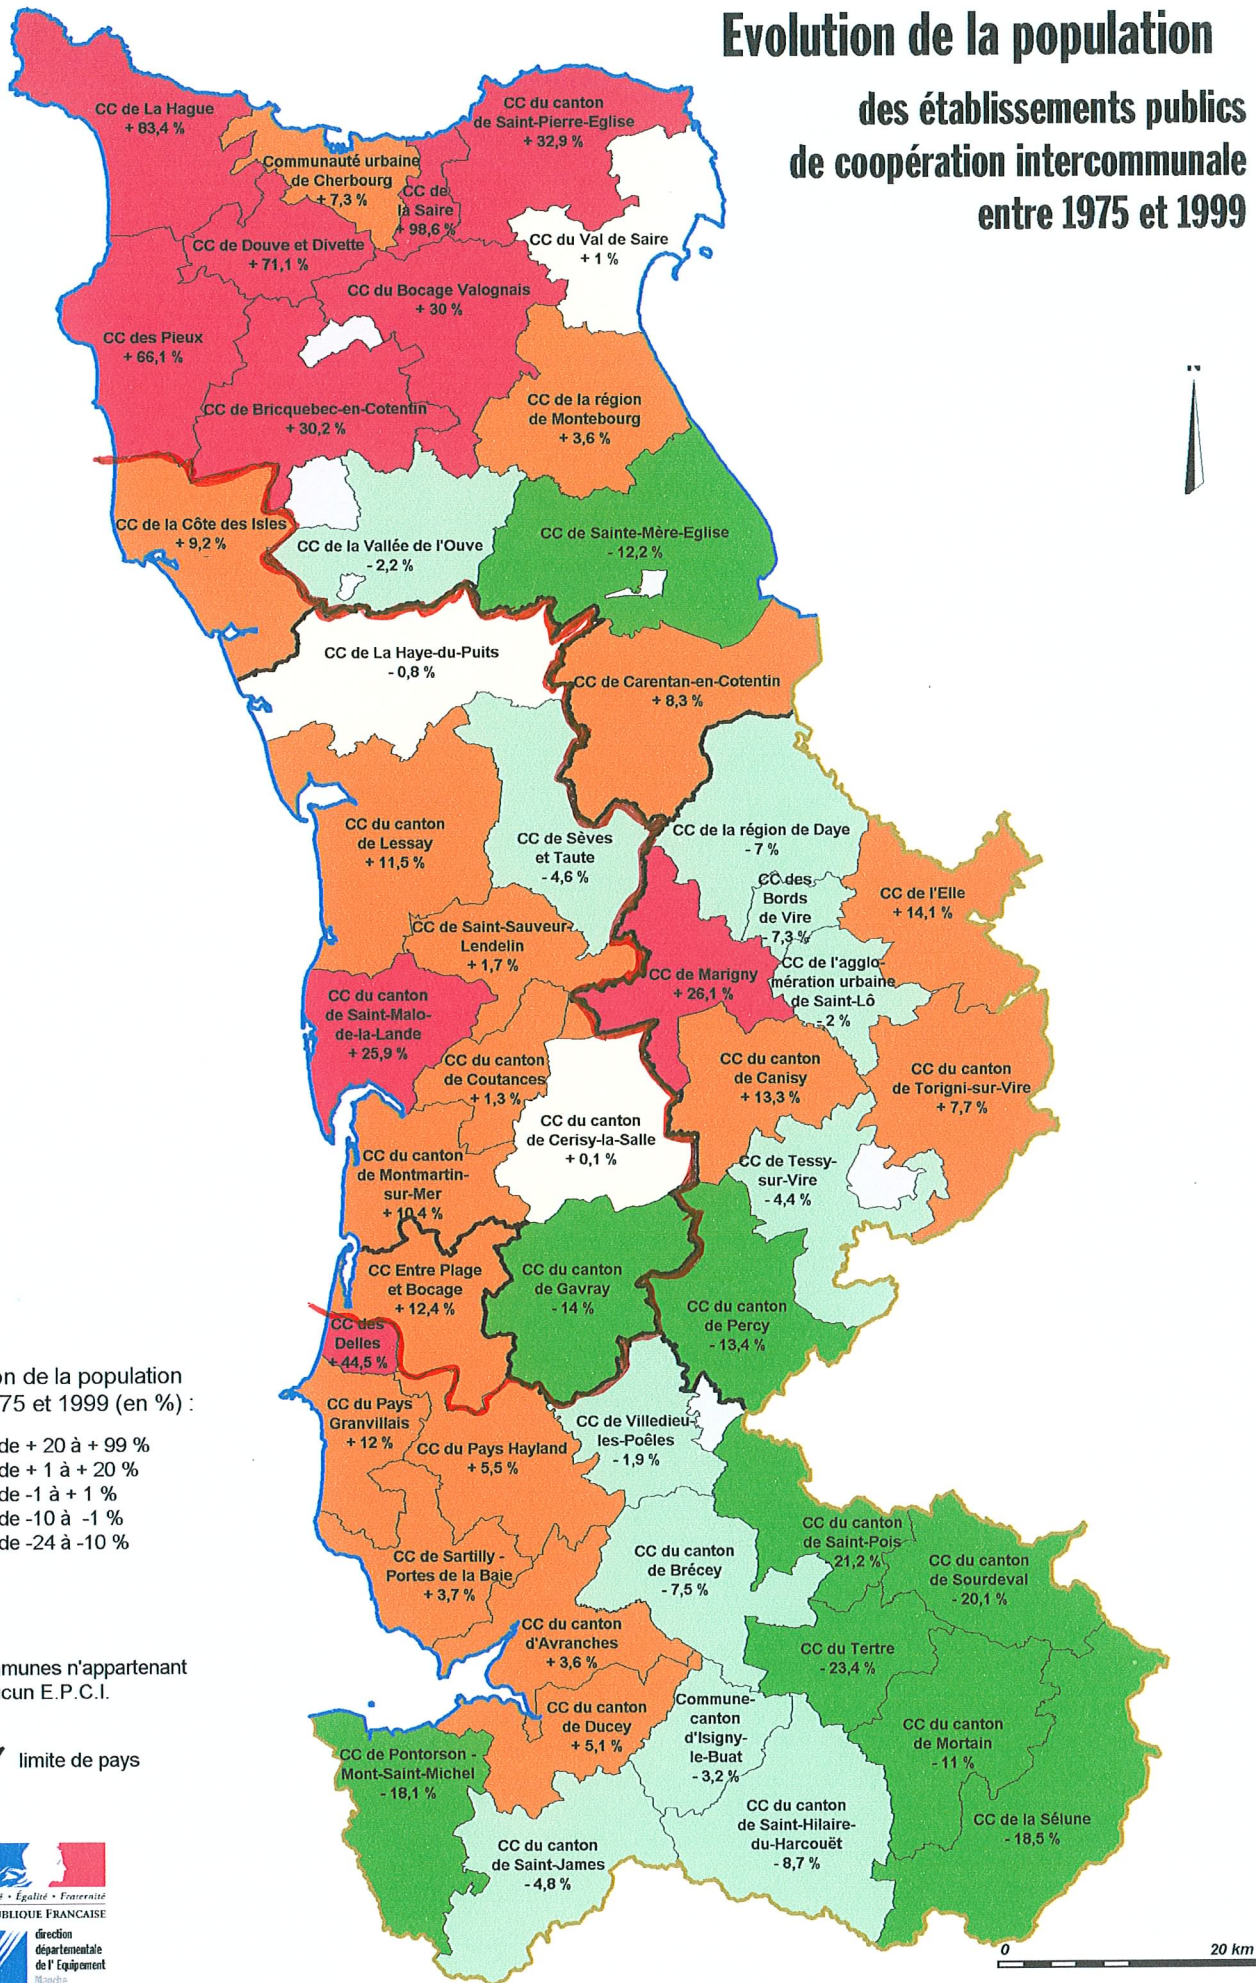 Evolution de la population
des établissements publics
de coopération intercommunale
entre 1975 et 1999
CC de La Hague
+ 83,4 %
CC du canton
de Saint-Pierre-Eglise
+ 32,9 %
Communauté urbaine
de Cherbourg
+ 7,3 %
CC de
la Saire
+ 98,6 %
CC du Val de Saire
+ 1 %
CC de Douve et Divette
+ 71,1 %
CC du Bocage Valognais
+ 30 %
CC des Pieux
+ 66,1 %
CC de Bricquebec-en-Cotentin
+ 30,2 %
CC de la région
de Montebourg
+ 3,6 %
N
CC de la Côte des Isles
+ 9,2 %
CC de la Vallée de l'Ouve
- 2,2 %
CC de Sainte-Mère-Eglise
- 12,2 %
CC de La Haye-du-Puits
- 0,8 %
CC de Carentan-en-Cotentin
+ 8,3 %
CC du canton
de Lessay
+ 11,5 %
CC de Sèves
et Taute
- 4,6 %
CC de la région de Daye
- 7 %
CC des
Bords
de Vire
- 7,3 %
CC de l'Elle
+ 14,1 %
CC de Saint-Sauveur-
Lendelin
+ 1,7 %
CC de Marigny
+ 26,1 %
CC de l'agglo-
mération urbaine
de Saint-Lô
- 2 %
CC du canton
de Saint-Malo-
de-la-Lande
+ 25,9 %
CC du canton
de Coutances
+ 1,3 %
CC du canton
de Canisy
+ 13,3 %
CC du canton
de Torigni-sur-Vire
+ 7,7 %
CC du canton
de Cerisy-la-Salle
+ 0,1 %
CC du canton
de Montmartin-
sur-Mer
+ 10,4 %
CC de Tessy-
sur-Vire
- 4,4 %
CC Entre Plage
et Bocage
+ 12,4 %
CC du canton
de Gavray
- 14 %
CC du canton
de Percy
- 13,4 %
CC des
Delles
+ 44,5 %
CC du Pays
Granvillais
+ 12 %
CC du Pays Hayland
+ 5,5 %
CC de Villedieu-
les-Poêles
- 1,9 %
CC de Sartilly -
Portes de la Baie
+ 3,7 %
CC du canton
de Brécey
- 7,5 %
CC du canton
de Saint-Pois
- 21,2 %
CC du canton
de Sourdeval
- 20,1 %
CC du canton
d'Avranches
+ 3,6 %
CC du Tertre
- 23,4 %
CC du canton
de Ducey
+ 5,1 %
Commune-
canton
d'Isigny-
le-Buat
- 3,2 %
CC du canton
de Mortain
- 11 %
CC de Pontorson -
Mont-Saint-Michel
- 18,1 %
CC du canton
de Saint-Hilaire-
du-Harcouët
- 8,7 %
CC de la Sélune
- 18,5 %
CC du canton
de Saint-James
- 4,8 %
on de la population
75 et 1999 (en %) :
de + 20 à + 99 %
de + 1 à + 20 %
de -1 à + 1 %
de -10 à -1 %
de -24 à -10 %
munes n'appartenant
cun E.P.C.I.
limite de pays
é • Égalité • Fraternité
UBLIQUE FRANCAISE
direction
départementale
de l' Equipement
Manche
0 20 km